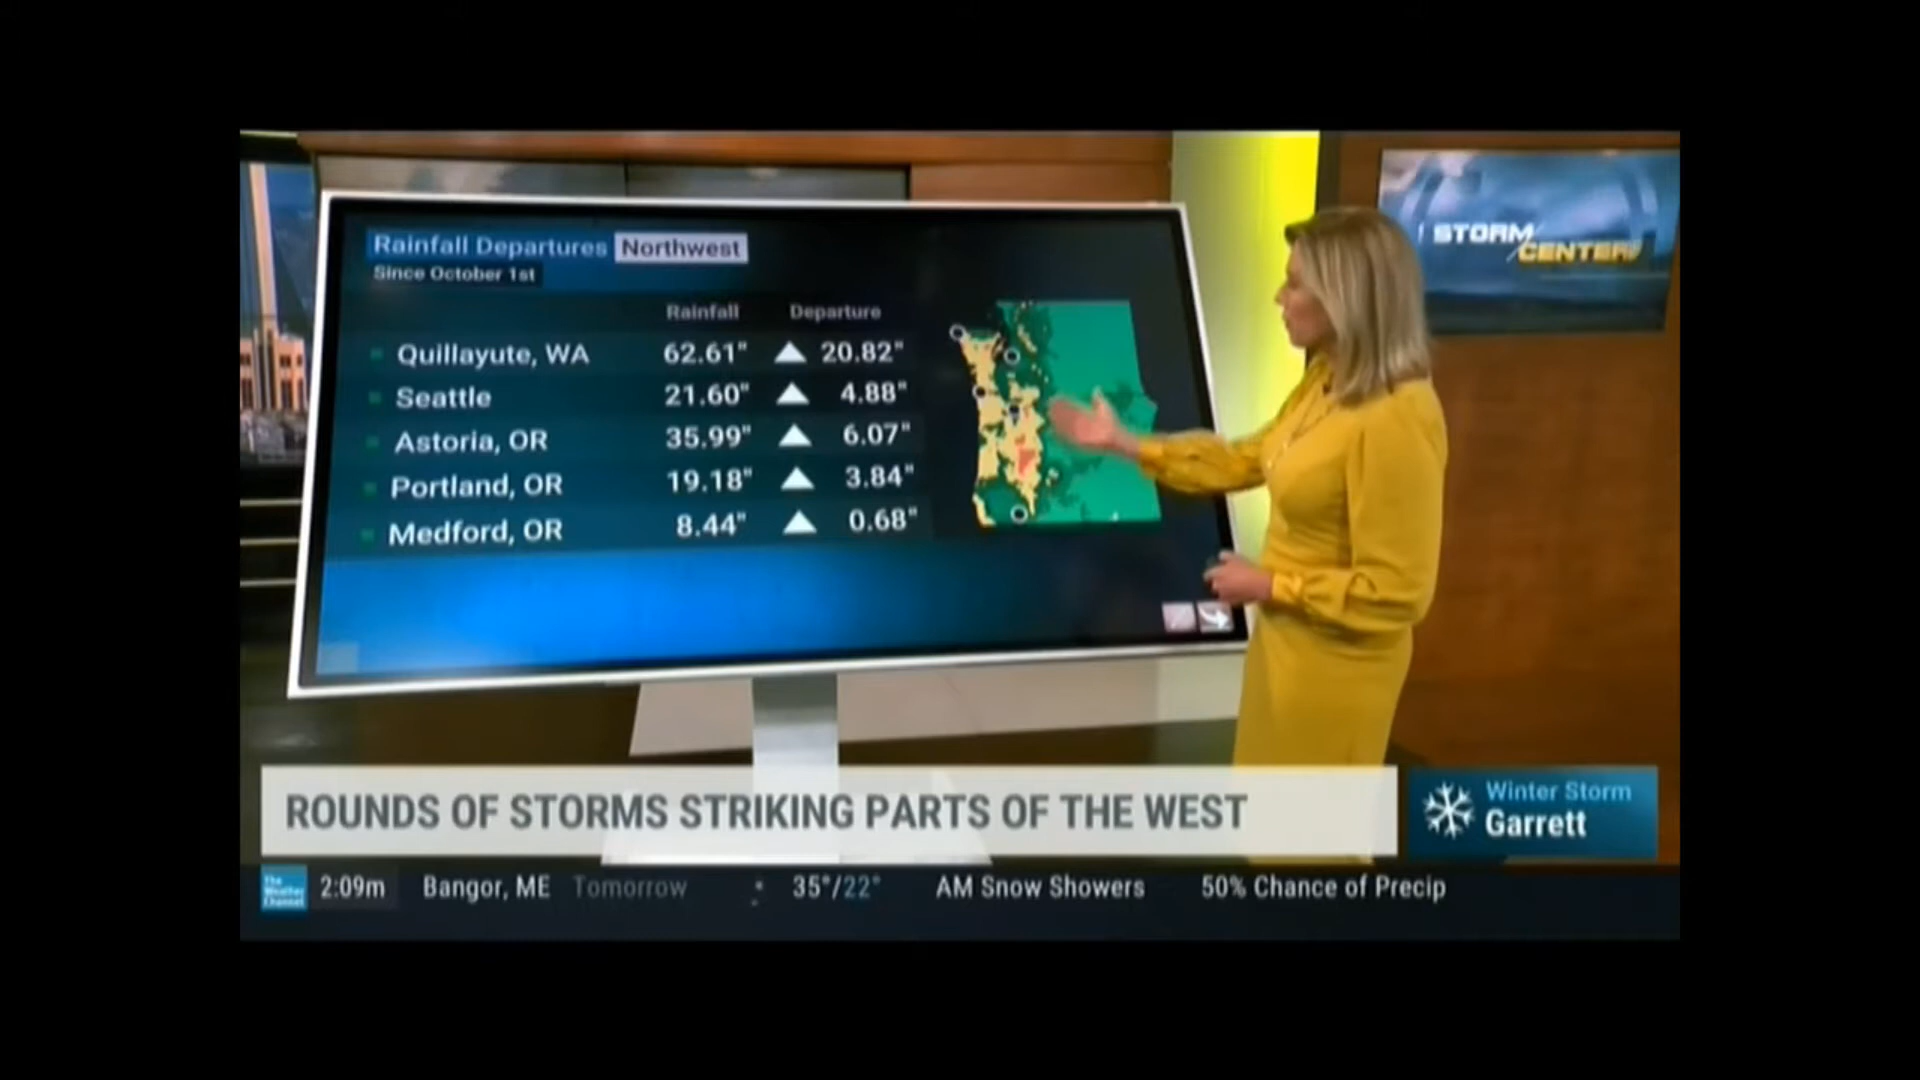 Rainfall Departures Northwest
Since October 1st
Rainfall Departure
Quillayute, WA 62.61" 20.82"
Seattle 21.60" 4.88"
Astoria, OR 35.99" 6.07"
Portland, OR 19.18" 3.84"
Medford, OR 8.44" 0.68"
STORM
CENTER
ROUNDS OF STORMS STRIKING PARTS OF THE WEST
Winter Storm
Garrett
The
Weather
Channel
2:09m Bangor, ME Tomorrow 35°/22° AM Snow Showers 50% Chance of Precip